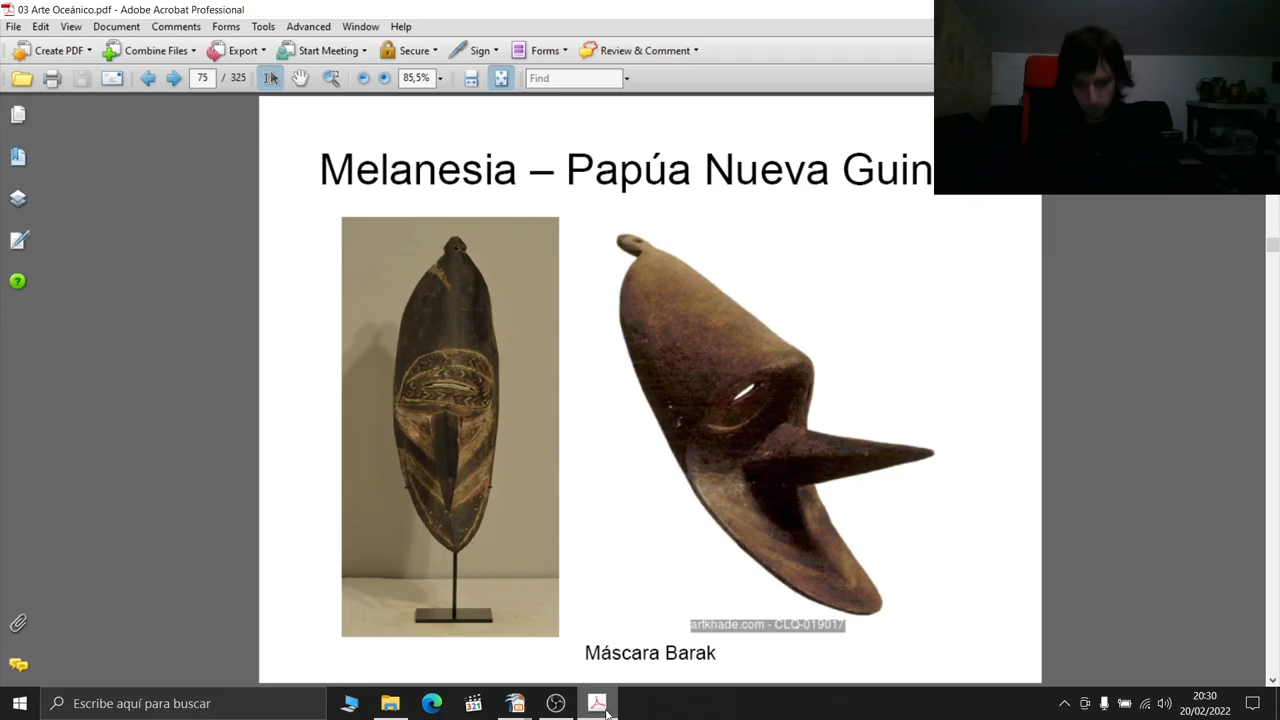 03 Arte Oceánico.pdf - Adobe Acrobat Professional
File Edit View Document Comments Forms Tools Advanced Window Help
Create PDF Combine Files Export Start Meeting Secure Sign Forms Review & Comment
75 / 325 85,5% Find
Melanesia – Papúa Nueva Guin
artkhade.com - CLQ-019017
Máscara Barak
Escribe aquí para buscar
321
20:30
20/02/2022